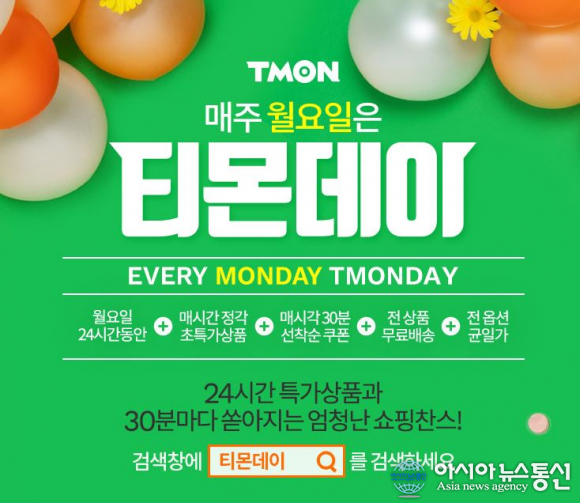 TMON
매주 월요일은
티몬데이
EVERY MONDAY TMONDAY
월요일
24시간동안
+
매시간 정각
초특가상품
+
매시각 30분
선착순 쿠폰
+
전 상품
무료배송
+
전 옵션
균일가
24시간 특가상품과
30분마다 쏟아지는 엄청난 쇼핑찬스!
검색창에 티몬데이 를 검색하세요
아시아뉴스통신
Asia news agency